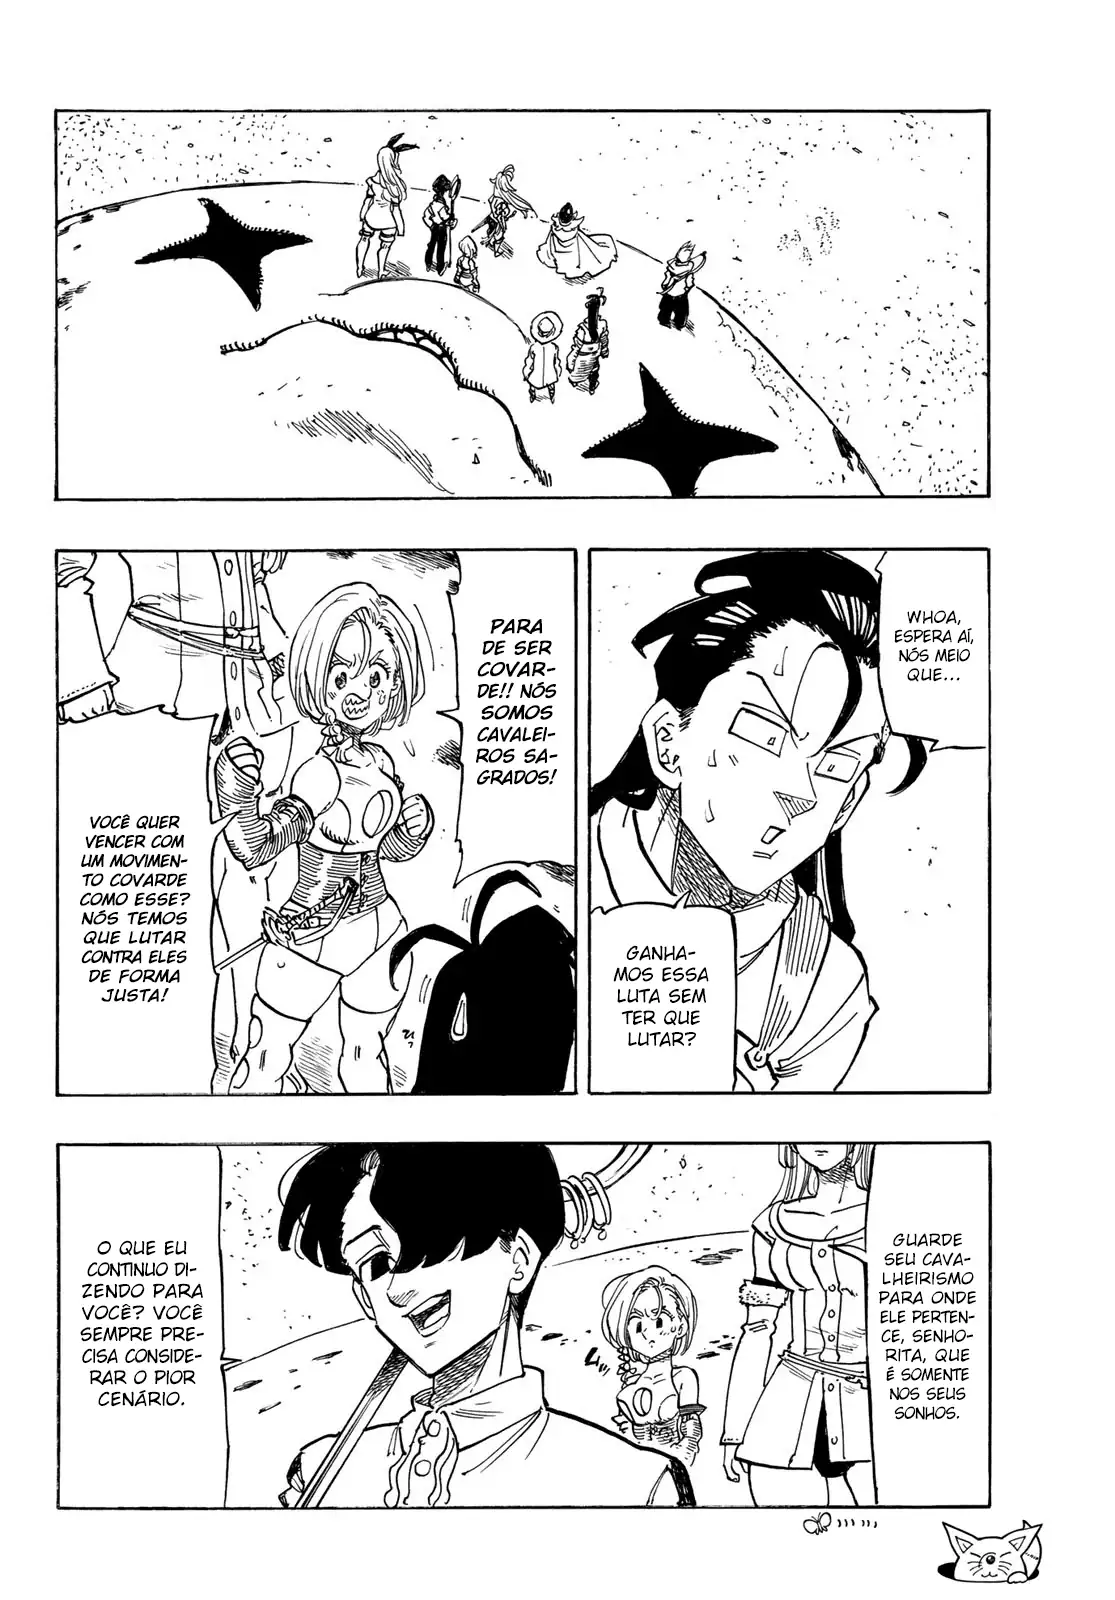 WHOA,
ESPERA AÍ,
NÓS MEIO
QUE...
GANHA-
MOS ESSA
LUTA SEM
TER QUE
LUTAR?
PARA
DE SER
COVAR-
DE!! NÓS
SOMOS
CAVALEI-
ROS SA-
GRADOS!
VOCÊ QUER
VENCER COM
UM MOVIMEN-
TO COVARDE
COMO ESSE?
NÓS TEMOS
QUE LUTAR
CONTRA ELES
DE FORMA
JUSTA!
GUARDE
SEU CAVA-
LHEIRISMO
PARA ONDE
ELE PERTEN-
CE, SENHO-
RITA, QUE
É SOMENTE
NOS SEUS
SONHOS.
O QUE EU
CONTINUO DI-
ZENDO PARA
VOCÊ? VOCÊ
SEMPRE PRE-
CISA CONSIDE-
RAR O PIOR
CENÁRIO.